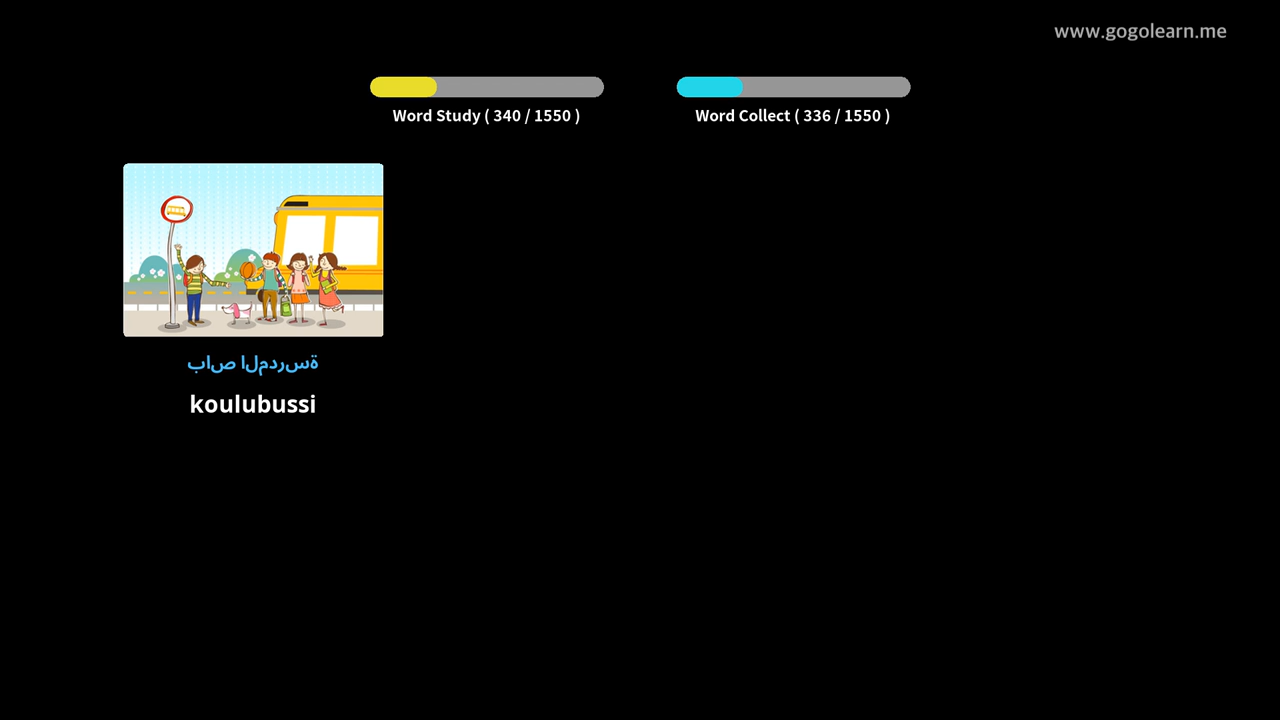 www.gogolearn.me
Word Study ( 340 / 1550 )
Word Collect ( 336 / 1550 )
باص المدرسة
koulubussi